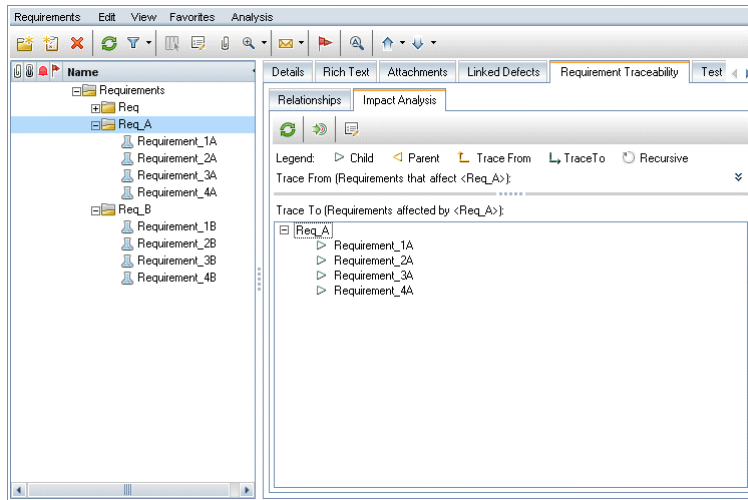 Requirements Edit View Favorites Analysis
Name
Requirements
Req
Req_A
Requirement_1A
Requirement_2A
Requirement_3A
Requirement_4A
Req_B
Requirement_1B
Requirement_2B
Requirement_3B
Requirement_4B
Details Rich Text Attachments Linked Defects Requirement Traceability Test
Relationships Impact Analysis
Legend: Child Parent Trace From TraceTo Recursive
Trace From (Requirements that affect <Req_A>):
Trace To (Requirements affected by <Req_A>):
Req_A
Requirement_1A
Requirement_2A
Requirement_3A
Requirement_4A